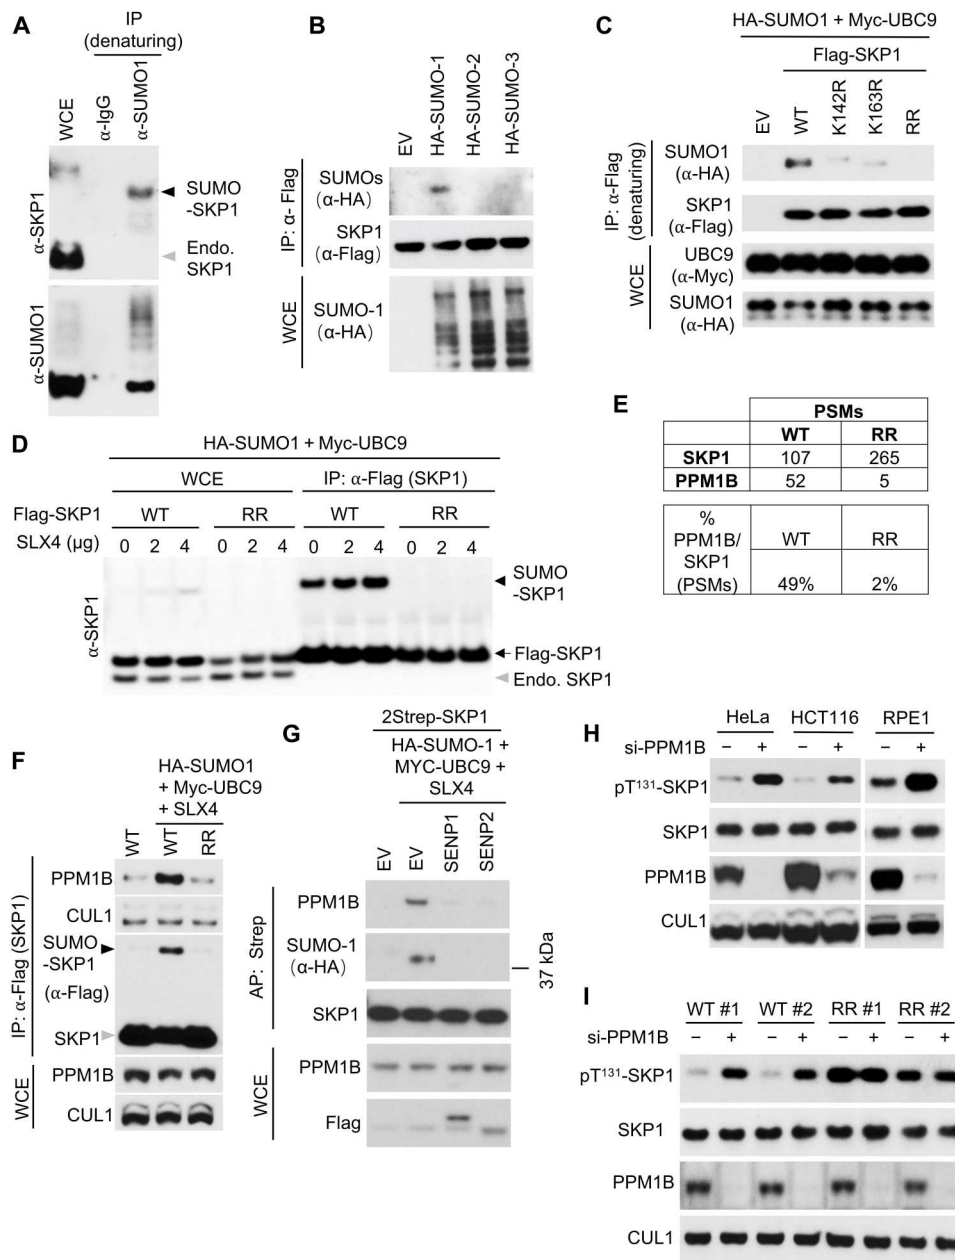 A
IP
(denaturing)
WCE
α-IgG
α-SUMO1
α-SKP1
SUMO
-SKP1
Endo.
SKP1
α-SUMO1
B
EV
HA-SUMO-1
HA-SUMO-2
HA-SUMO-3
IP: α- Flag
SUMOs
(α-HA)
SKP1
(α-Flag)
WCE
SUMO-1
(α-HA)
C
HA-SUMO1 + Myc-UBC9
Flag-SKP1
EV
WT
K142R
K163R
RR
IP: α-Flag
(denaturing)
SUMO1
(α-HA)
SKP1
(α-Flag)
WCE
UBC9
(α-Myc)
SUMO1
(α-HA)
D
HA-SUMO1 + Myc-UBC9
WCE IP: α-Flag (SKP1)
Flag-SKP1 WT RR WT RR
SLX4 (μg) 0 2 4 0 2 4 0 2 4 0 2 4
α-SKP1
SUMO
-SKP1
Flag-SKP1
Endo. SKP1
E
PSMs
WT RR
SKP1 107 265
PPM1B 52 5
%
PPM1B/
SKP1
(PSMs)
WT RR
49% 2%
F
HA-SUMO1
+ Myc-UBC9
+ SLX4
WT
WT
RR
IP: α-Flag (SKP1)
PPM1B
CUL1
SUMO
-SKP1
(α-Flag)
SKP1
WCE
PPM1B
CUL1
G
2Strep-SKP1
HA-SUMO-1 +
MYC-UBC9 +
SLX4
EV
EV
SENP1
SENP2
AP: Strep
PPM1B
SUMO-1
(α-HA)
37 kDa
SKP1
WCE
PPM1B
Flag
H
HeLa HCT116 RPE1
si-PPM1B − + − + − +
pT131-SKP1
SKP1
PPM1B
CUL1
I
WT #1 WT #2 RR #1 RR #2
si-PPM1B − + − + − + − +
pT131-SKP1
SKP1
PPM1B
CUL1